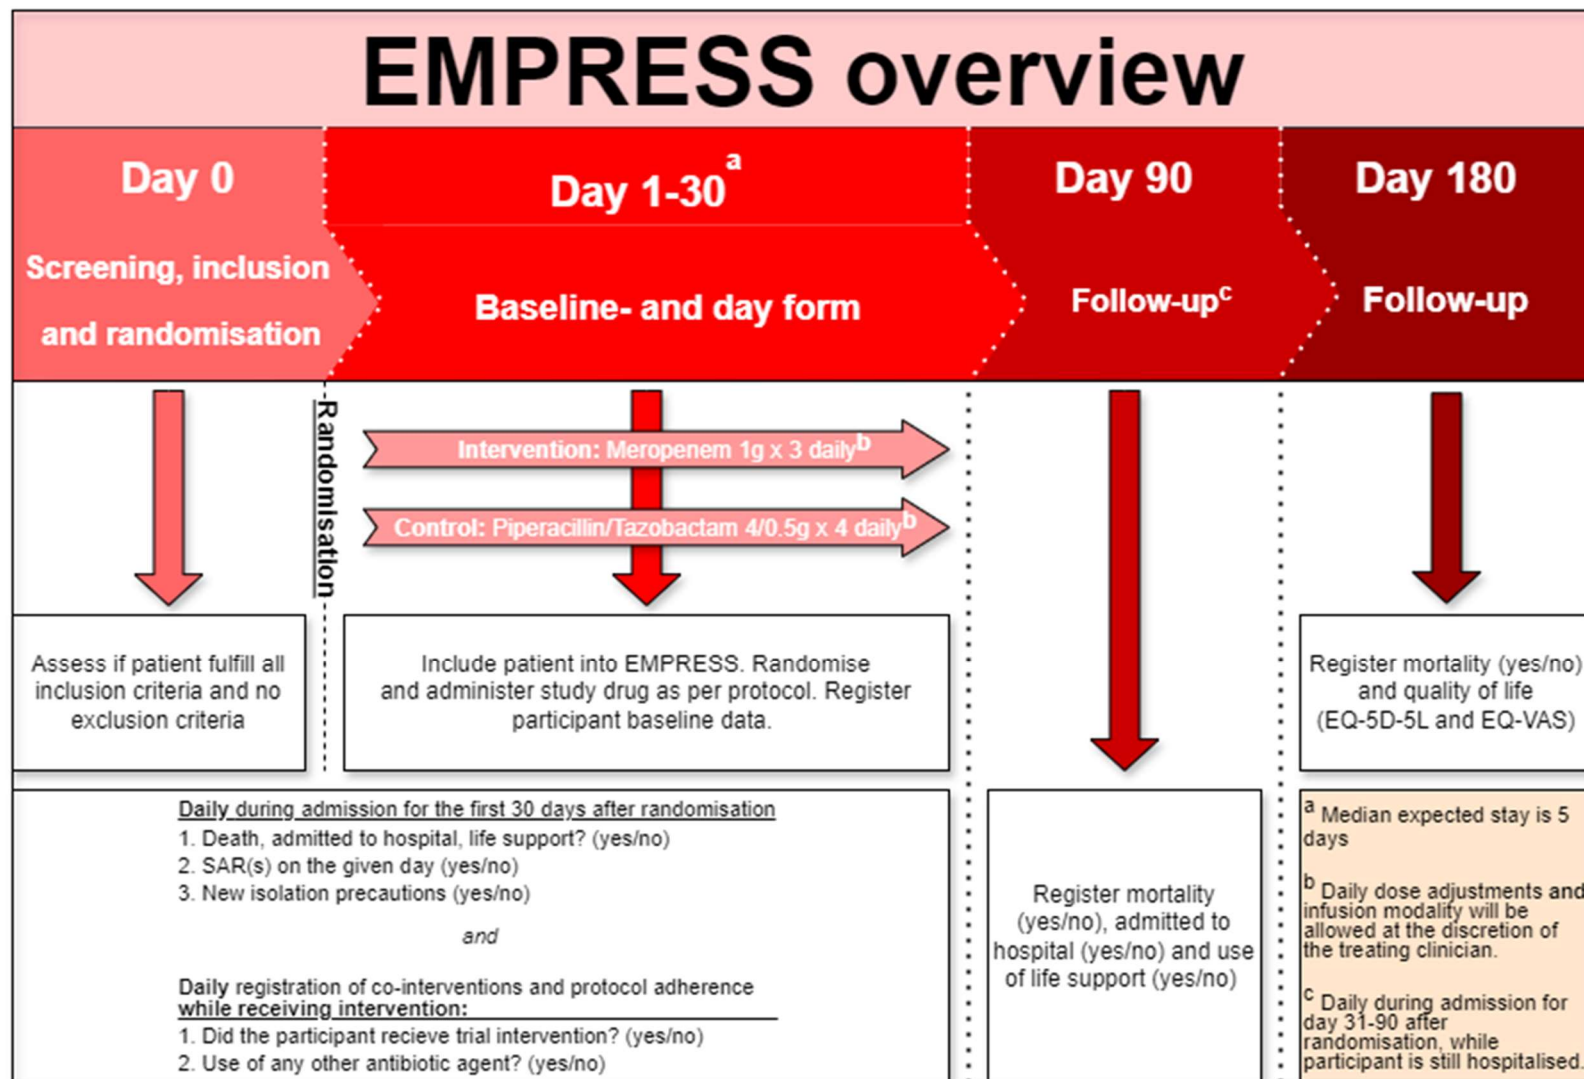 EMPRESS overview
Day 0
Screening, inclusion
and randomisation
Day 1-30a
Baseline- and day form
Day 90
Follow-upc
Day 180
Follow-up
Randomisation
Intervention: Meropenem 1g x 3 dailyb
Control: Piperacillin/Tazobactam 4/0.5g x 4 dailyb
Assess if patient fulfill all
inclusion criteria and no
exclusion criteria
Include patient into EMPRESS. Randomise
and administer study drug as per protocol. Register
participant baseline data.
Register mortality (yes/no)
and quality of life
(EQ-5D-5L and EQ-VAS)
Daily during admission for the first 30 days after randomisation
1. Death, admitted to hospital, life support? (yes/no)
2. SAR(s) on the given day (yes/no)
3. New isolation precautions (yes/no)
and
Daily registration of co-interventions and protocol adherence
while receiving intervention:
1. Did the participant recieve trial intervention? (yes/no)
2. Use of any other antibiotic agent? (yes/no)
Register mortality
(yes/no), admitted to
hospital (yes/no) and use
of life support (yes/no)
a Median expected stay is 5
days
b Daily dose adjustments and
infusion modality will be
allowed at the discretion of
the treating clinician.
c Daily during admission for
day 31-90 after
randomisation, while
participant is still hospitalised.